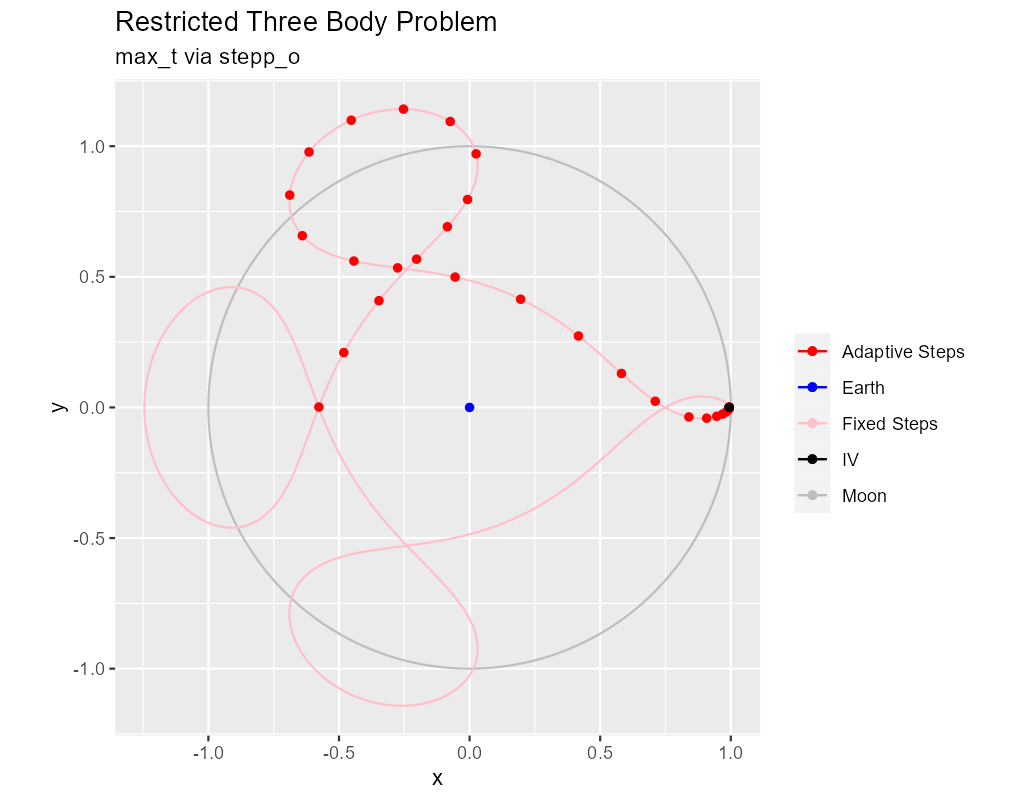 Restricted Three Body Problem
max_t via stepp_o
1.0
0.5
0.0
-0.5
-1.0
y
-1.0
-0.5
0.0
0.5
1.0
x
Adaptive Steps
Earth
Fixed Steps
IV
Moon